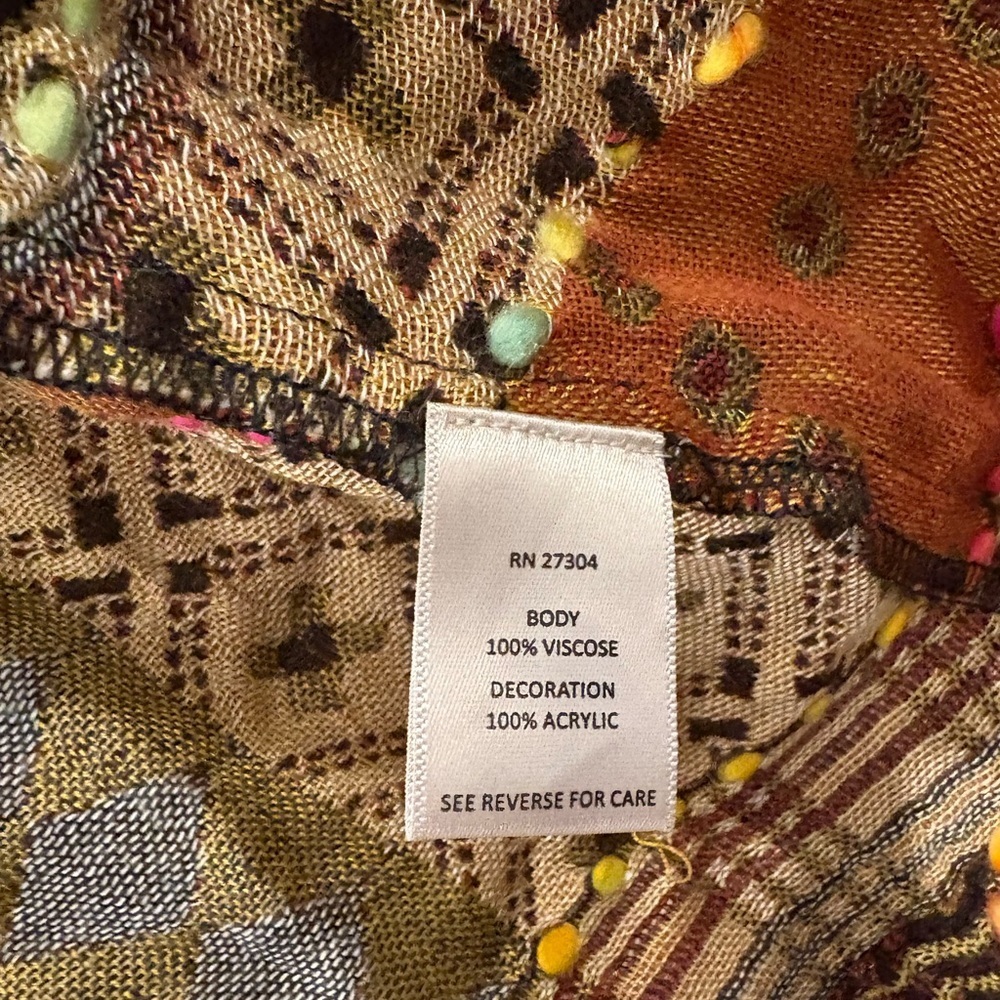 RN 27304
BODY
100% VISCOSE
DECORATION
100% ACRYLIC
SEE REVERSE FOR CARE